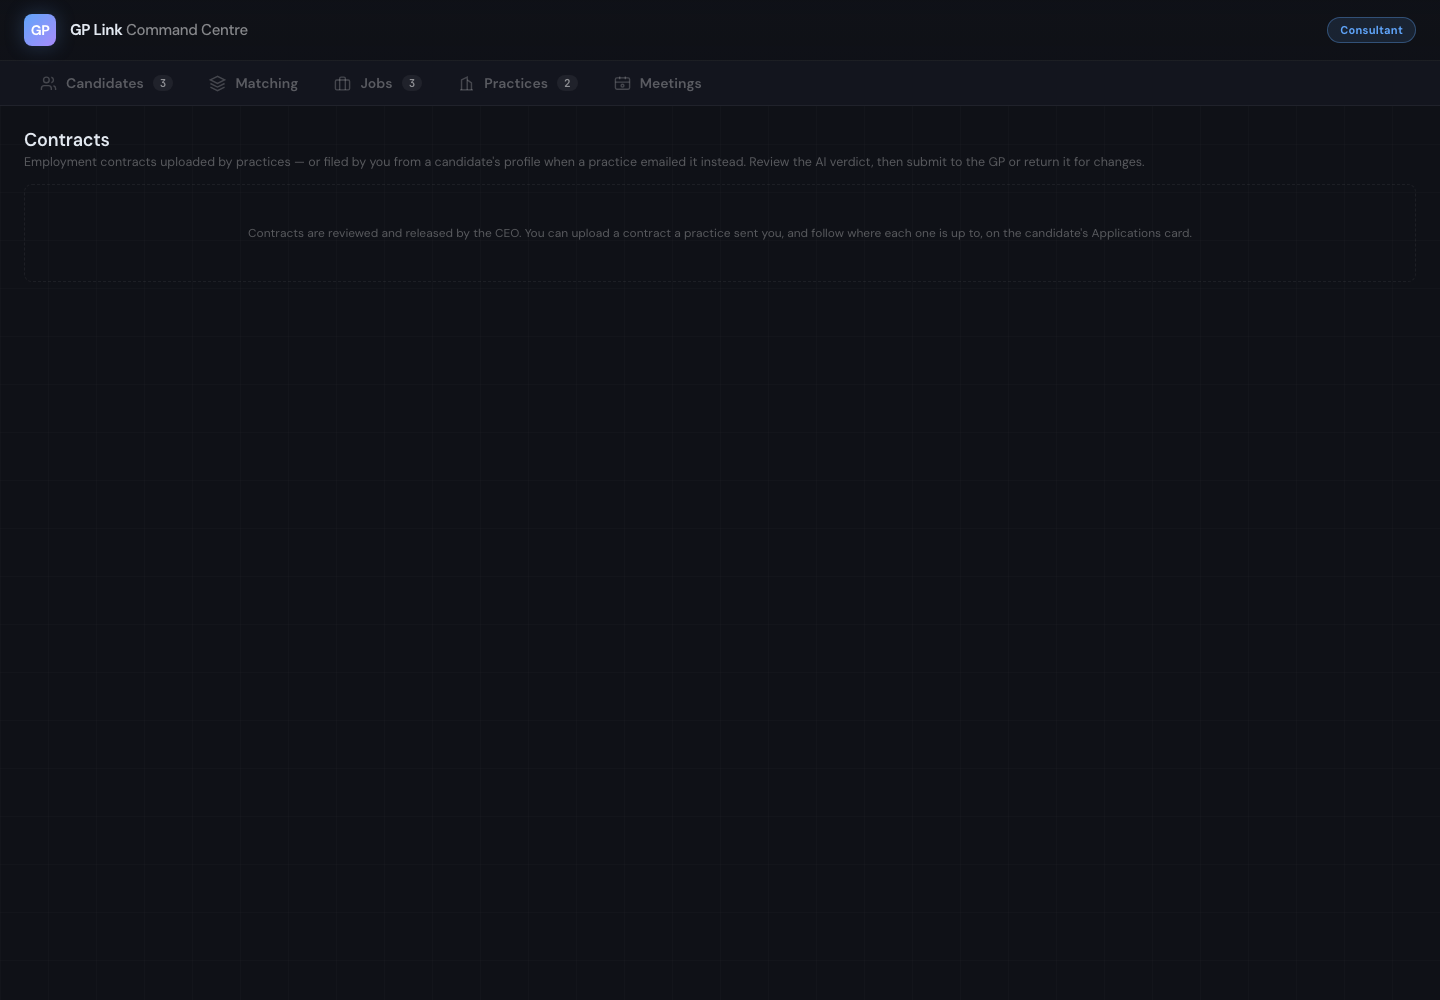 GP GP Link Command Centre Consultant
Candidates 3 Matching Jobs 3 Practices 2 Meetings
Contracts
Employment contracts uploaded by practices — or filed by you from a candidate's profile when a practice emailed it instead. Review the AI verdict, then submit to the GP or return it for changes.
Contracts are reviewed and released by the CEO. You can upload a contract a practice sent you, and follow where each one is up to, on the candidate's Applications card.